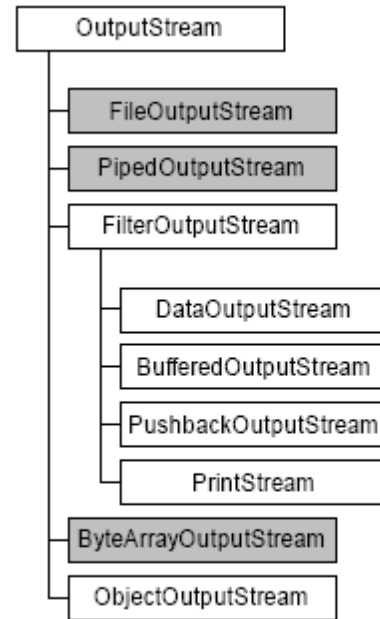 OutputStream
FileOutputStream
PipedOutputStream
FilterOutputStream
DataOutputStream
BufferedOutputStream
PushbackOutputStream
PrintStream
ByteArrayOutputStream
ObjectOutputStream